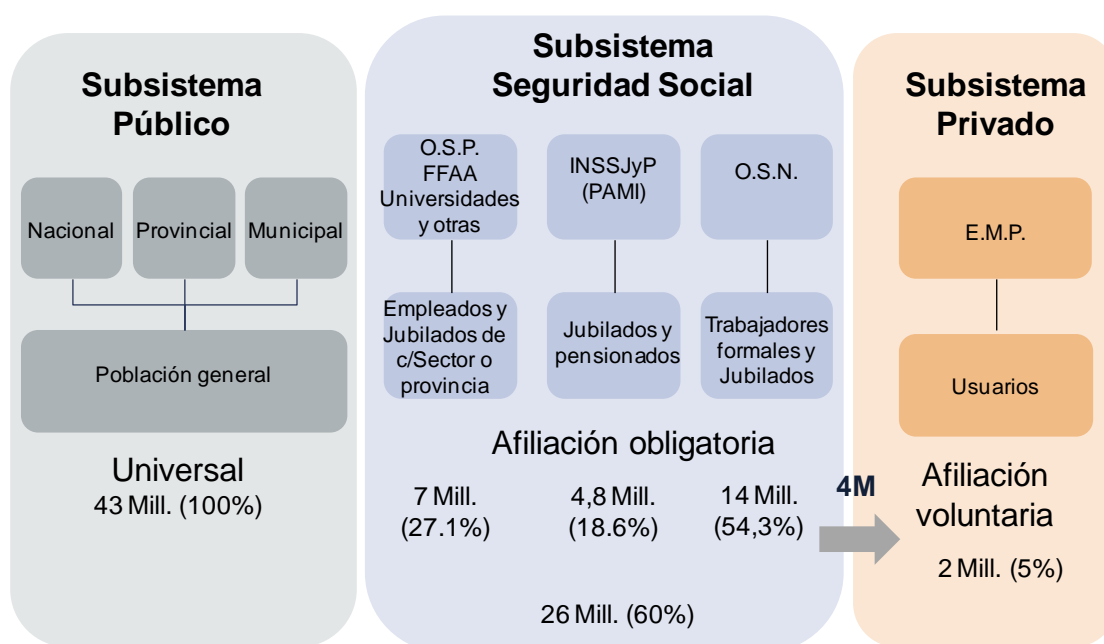 Subsistema
Público
Nacional
Provincial
Municipal
Población general
Universal
43 Mill. (100%)
Subsistema
Seguridad Social
O.S.P.
FFAA
Universidades
y otras
INSSJyP
(PAMI)
O.S.N.
Empleados y
Jubilados de
c/Sector o
provincia
Jubilados y
pensionados
Trabajadores
formales y
Jubilados
Afiliación obligatoria
7 Mill.
(27.1%)
4,8 Mill.
(18.6%)
14 Mill.
(54,3%)
26 Mill. (60%)
4M
Subsistema
Privado
E.M.P.
Usuarios
Afiliación
voluntaria
2 Mill. (5%)